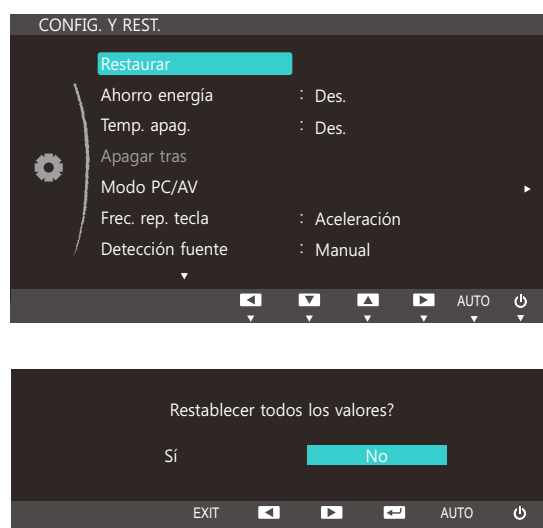 CONFIG. Y REST.
Restaurar
Ahorro energía : Des.
Temp. apag. : Des.
Apagar tras
Modo PC/AV
Frec. rep. tecla : Aceleración
Detección fuente : Manual
AUTO
Restablecer todos los valores?
Sí No
EXIT AUTO